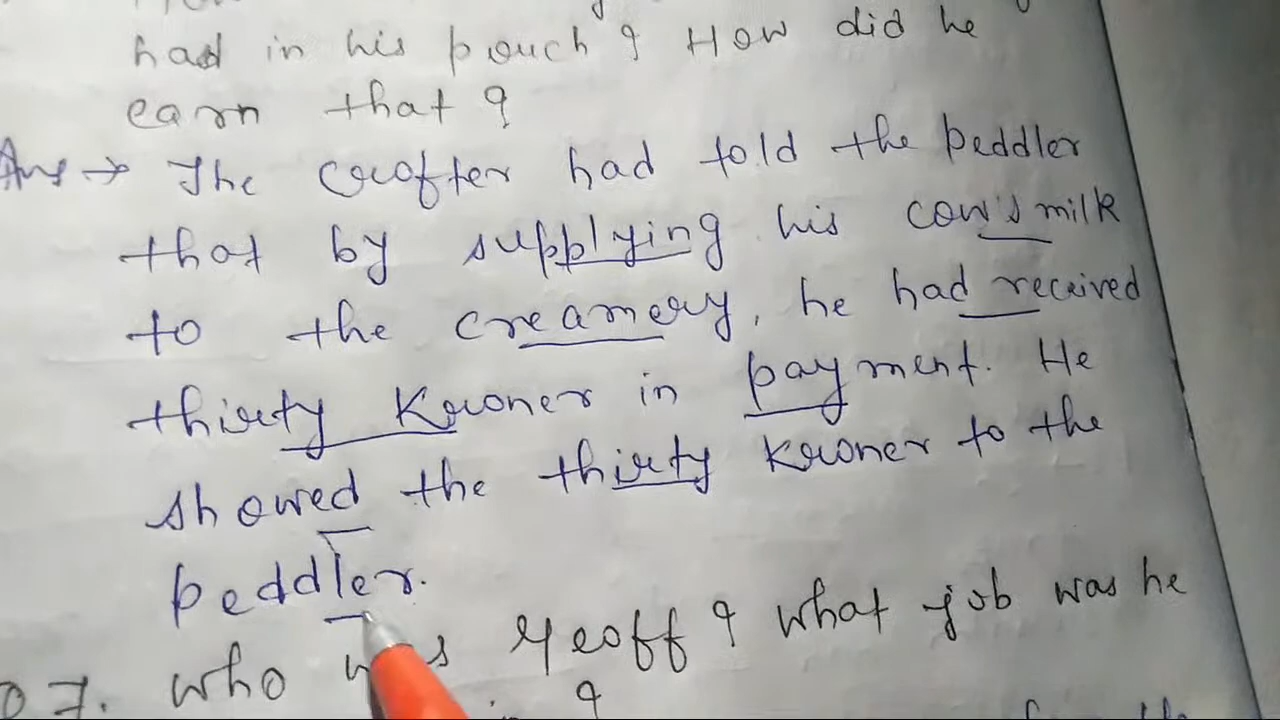 had in his pouch ? How did he
earn that ?
Ans → The crofter had told the peddler
that by supplying his cow's milk
to the creamery, he had received
thirty Kroner in payment. He
showed the thirty kroner to the
peddler.
Q7. Who was Geoff ? What job was he
in ?